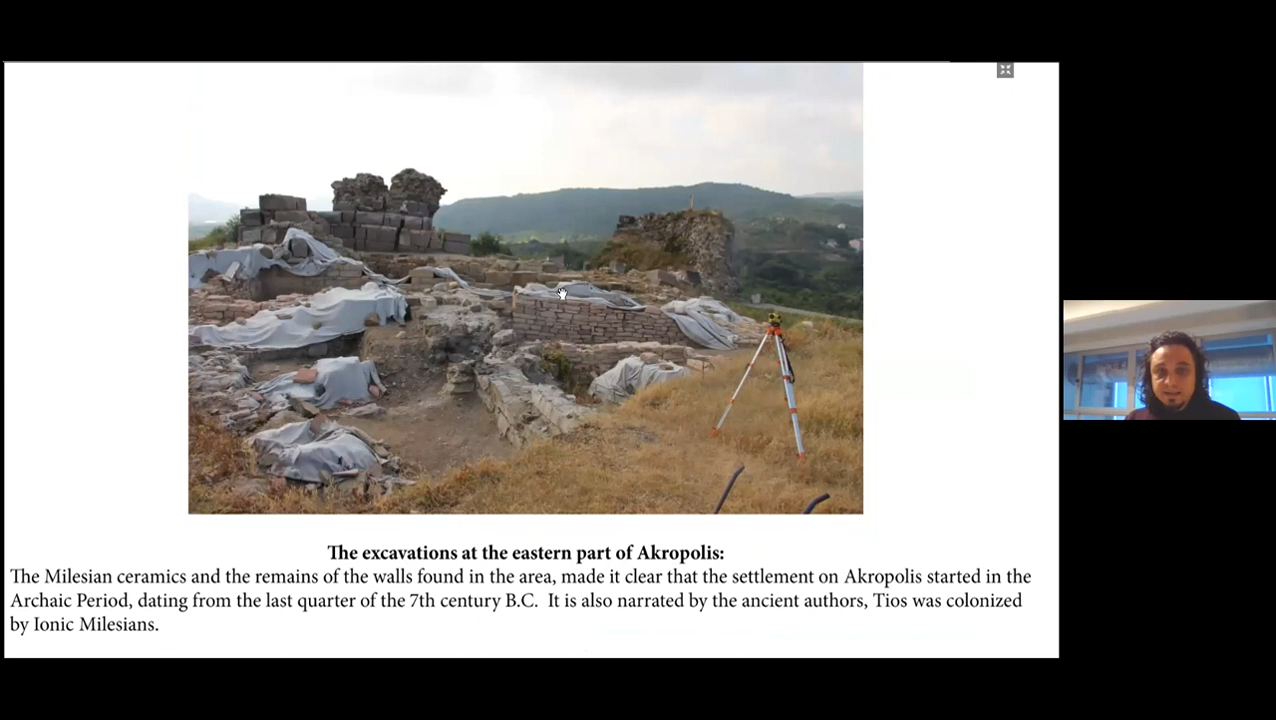 The excavations at the eastern part of Akropolis:
The Milesian ceramics and the remains of the walls found in the area, made it clear that the settlement on Akropolis started in the
Archaic Period, dating from the last quarter of the 7th century B.C. It is also narrated by the ancient authors, Tios was colonized
by Ionic Milesians.